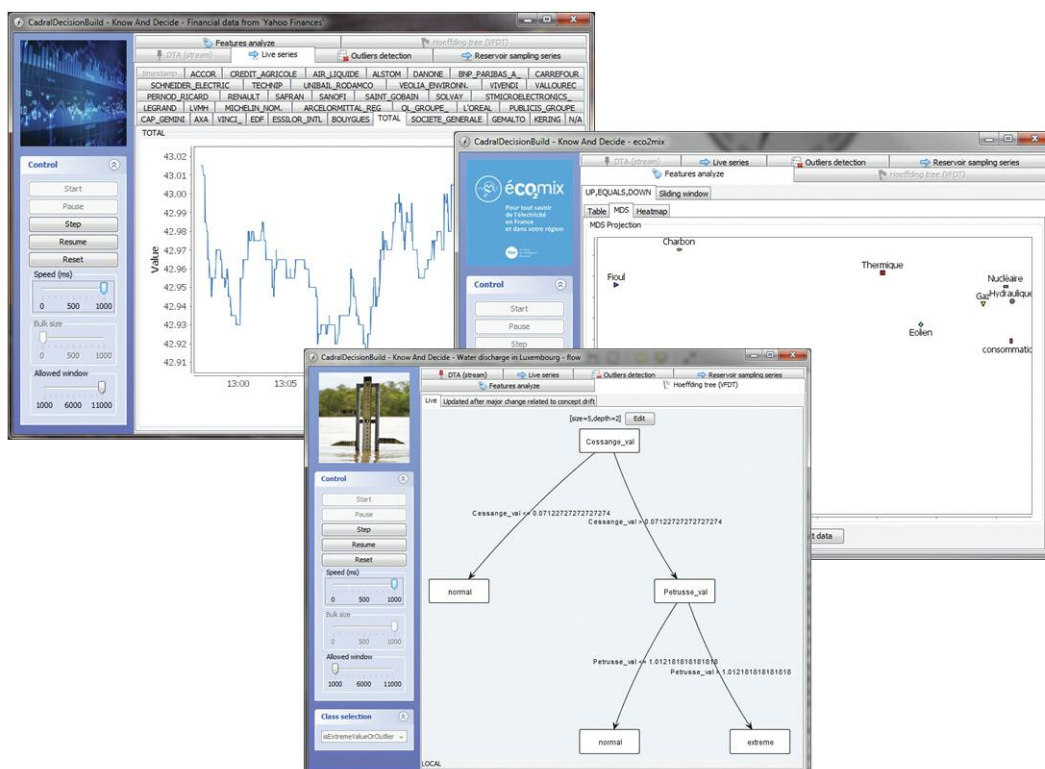 CadralDecisionBuild - Know And Decide - Financial data from 'Yahoo Finances'
Features analyze
Hoeffding tree (VFDT)
DTA (stream)
Live series
Outliers detection
Reservoir sampling series
timestamp ACCOR CREDIT_AGRICOLE AIR_LIQUIDE ALSTOM DANONE BNP_PARIBAS_A_ CARREFOUR
SCHNEIDER_ELECTRIC TECHNIP UNIBAIL_RODAMCO VEOLIA_ENVIRONN. VIVENDI VALLOUREC
PERNOD_RICARD RENAULT SAFRAN SANOFI SAINT_GOBAIN SOLVAY STMICROELECTRONICS_
LEGRAND LVMH MICHELIN_NOM. ARCELORMITTAL_REG OL_GROUPE_ L'OREAL PUBLICIS_GROUPE
CAP_GEMINI AXA VINCI_ EDF ESSILOR_INTL BOUYGUES TOTAL SOCIETE_GENERALE GEMALTO KERING N/A
TOTAL
Control
Start
Pause
Step
Resume
Reset
Speed (ms)
0 500 1000
Bulk size
0 500 1000
Allowed window
1000 6000 11000
Value
43.02
43.01
43.00
42.99
42.98
42.97
42.96
42.95
42.94
42.93
42.92
42.91
13:00 13:05
CadralDecisionBuild - Know And Decide - eco2mix
DTA (stream)
Live series
Outliers detection
Reservoir sampling series
Features analyze
Hoeffding tree (VFDT)
éco2mix
Pour tout savoir
de l'électricité
en France
et dans votre région
Control
Start
Pause
Step
UP,EQUALS,DOWN Sliding window
Table MDS Heatmap
MDS Projection
Charbon
Fioul
Thermique
Nucléaire
Gaz
Hydraulique
Eolien
consommatic
t data
CadralDecisionBuild - Know And Decide - Water discharge in Luxembourg - flow
DTA (stream)
Live series
Outliers detection
Reservoir sampling series
Features analyze
Hoeffding tree (VFDT)
Live Updated after major change related to concept drift
[size=5,depth=2] Edit
Cessange_val
Cessange_val <= 0.07122727272727274
Cessange_val > 0.07122727272727274
normal
Petrusse_val
Petrusse_val <= 1.012181818181818
Petrusse_val > 1.012181818181818
normal
extreme
LOCAL
Control
Start
Pause
Step
Resume
Reset
Speed (ms)
0 500 1000
Bulk size
0 500 1000
Allowed window
1000 6000 11000
Class selection
isExtremeValueOrOutlier